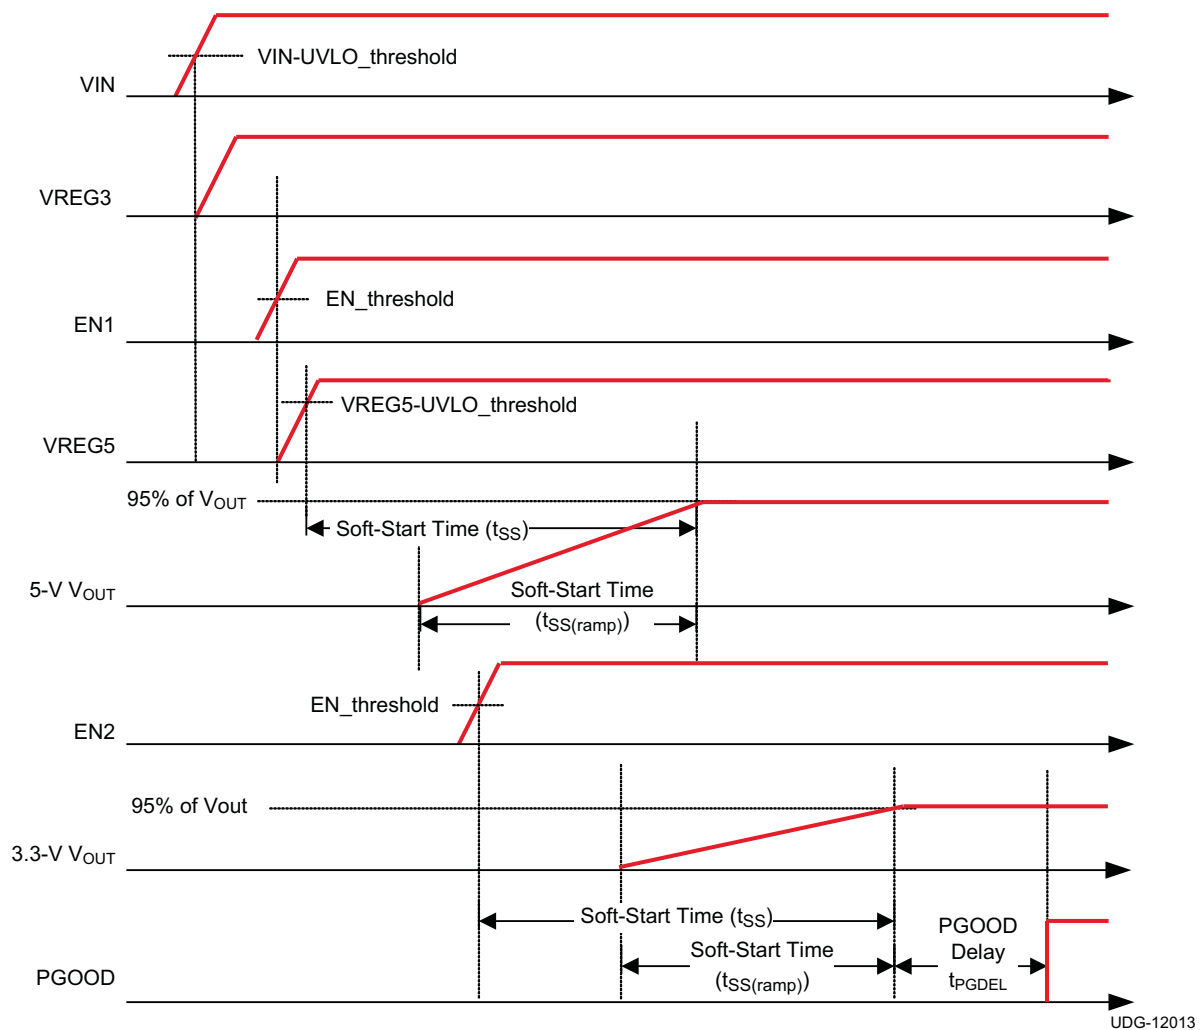 VIN-UVLO_threshold
VIN
VREG3
EN_threshold
EN1
VREG5-UVLO_threshold
VREG5
95% of VOUT
Soft-Start Time (tSS)
5-V VOUT
Soft-Start Time
(tSS(ramp))
EN_threshold
EN2
95% of Vout
3.3-V VOUT
Soft-Start Time (tSS)
PGOOD
Delay
tPGDEL
Soft-Start Time
(tSS(ramp))
PGOOD
UDG-12013